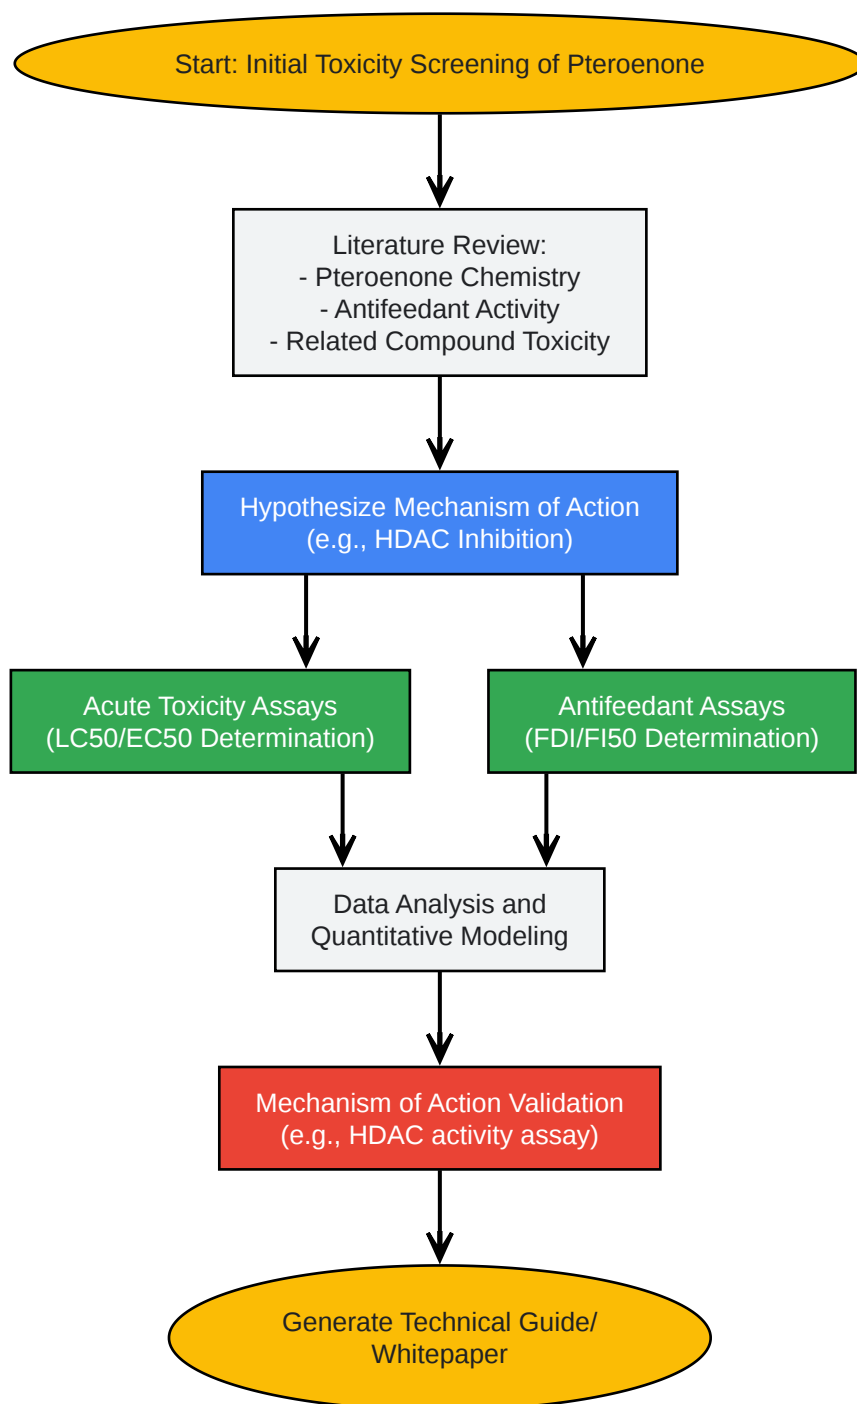 Start: Initial Toxicity Screening of Pteroenone
Literature Review:
- Pteroenone Chemistry
- Antifeedant Activity
- Related Compound Toxicity
Hypothesize Mechanism of Action
(e.g., HDAC Inhibition)
Acute Toxicity Assays
(LC50/EC50 Determination)
Antifeedant Assays
(FDI/FI50 Determination)
Data Analysis and
Quantitative Modeling
Mechanism of Action Validation
(e.g., HDAC activity assay)
Generate Technical Guide/
Whitepaper